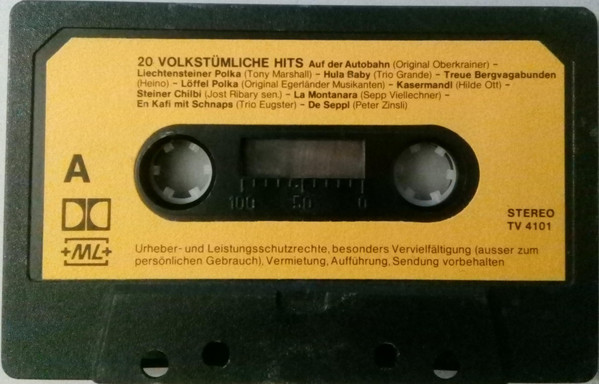 20 VOLKSTÜMLICHE HITS Auf der Autobahn (Original Oberkrainer) –
Liechtensteiner Polka (Tony Marshall) – Hula Baby (Trio Grande) – Treue Bergvagabunden
(Heino) – Löffel Polka (Original Egerländer Musikanten) – Kasermandl (Hilde Ott) –
Steiner Chilbi (Jost Ribary sen.) – La Montanara (Sepp Viellechner) –
En Kafi mit Schnaps (Trio Eugster) – De Seppl (Peter Zinsli)
A
100 50 0
STEREO
TV 4101
+ML+
Urheber- und Leistungsschutzrechte, besonders Vervielfältigung (ausser zum
persönlichen Gebrauch), Vermietung, Aufführung, Sendung vorbehalten